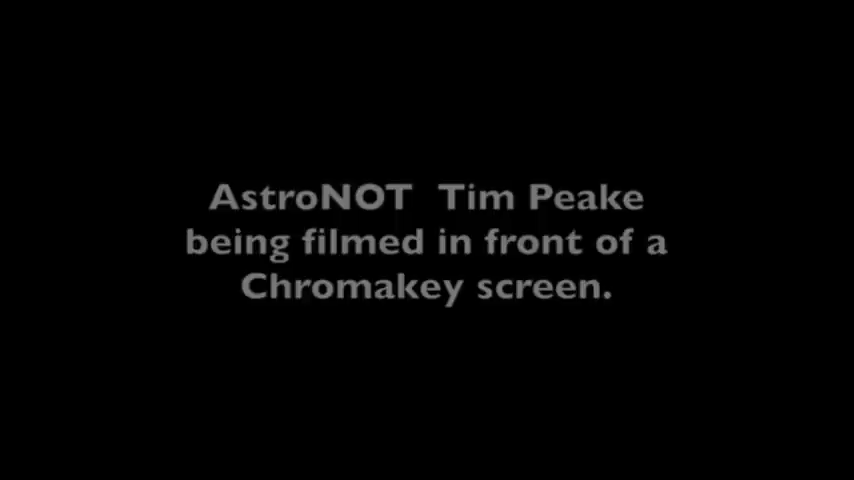 AstroNOT Tim Peake
being filmed in front of a
Chromakey screen.